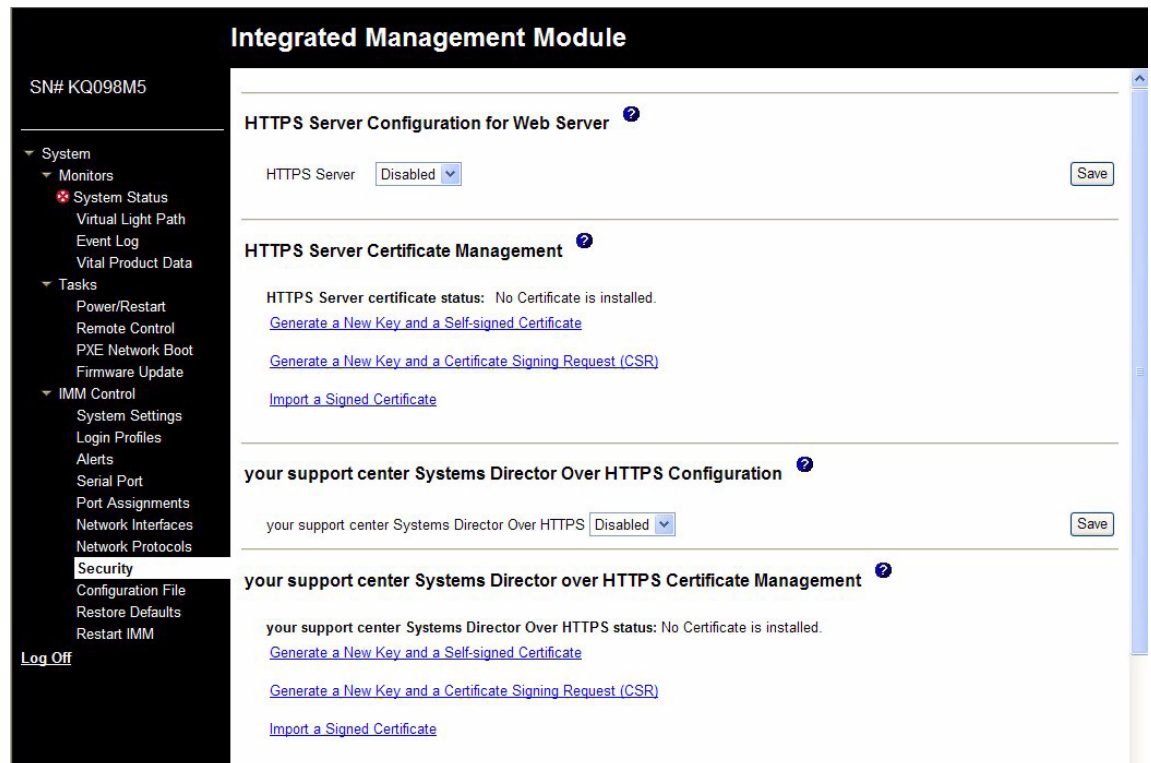 Integrated Management Module
SN# KQ098M5
System
Monitors
System Status
Virtual Light Path
Event Log
Vital Product Data
Tasks
Power/Restart
Remote Control
PXE Network Boot
Firmware Update
IMM Control
System Settings
Login Profiles
Alerts
Serial Port
Port Assignments
Network Interfaces
Network Protocols
Security
Configuration File
Restore Defaults
Restart IMM
Log Off
HTTPS Server Configuration for Web Server ?
HTTPS Server Disabled Save
HTTPS Server Certificate Management ?
HTTPS Server certificate status: No Certificate is installed.
Generate a New Key and a Self-signed Certificate
Generate a New Key and a Certificate Signing Request (CSR)
Import a Signed Certificate
your support center Systems Director Over HTTPS Configuration ?
your support center Systems Director Over HTTPS Disabled Save
your support center Systems Director over HTTPS Certificate Management ?
your support center Systems Director Over HTTPS status: No Certificate is installed.
Generate a New Key and a Self-signed Certificate
Generate a New Key and a Certificate Signing Request (CSR)
Import a Signed Certificate